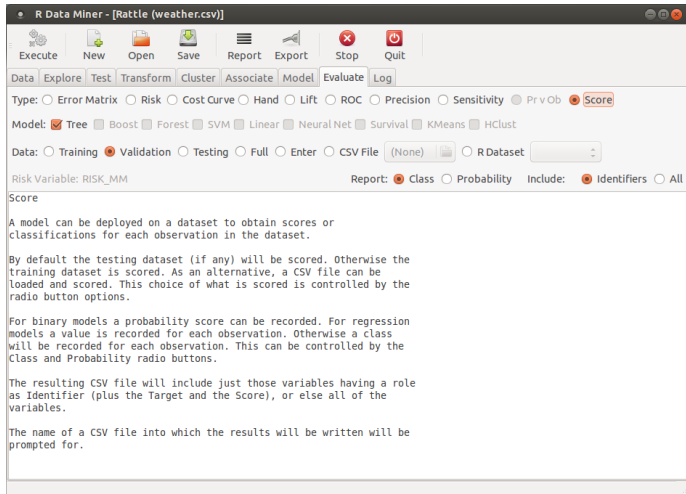 R Data Miner - [Rattle (weather.csv)]
Execute New Open Save Report Export Stop Quit
Data Explore Test Transform Cluster Associate Model Evaluate Log
Type: Error Matrix Risk Cost Curve Hand Lift ROC Precision Sensitivity Pr v Ob Score
Model: Tree Boost Forest SVM Linear Neural Net Survival KMeans HClust
Data: Training Validation Testing Full Enter CSV File (None) R Dataset
Risk Variable: RISK_MM Report: Class Probability Include: Identifiers All
Score
A model can be deployed on a dataset to obtain scores or
classifications for each observation in the dataset.
By default the testing dataset (if any) will be scored. Otherwise the
training dataset is scored. As an alternative, a CSV file can be
loaded and scored. This choice of what is scored is controlled by the
radio button options.
For binary models a probability score can be recorded. For regression
models a value is recorded for each observation. Otherwise a class
will be recorded for each observation. This can be controlled by the
Class and Probability radio buttons.
The resulting CSV file will include just those variables having a role
as Identifier (plus the Target and the Score), or else all of the
variables.
The name of a CSV file into which the results will be written will be
prompted for.